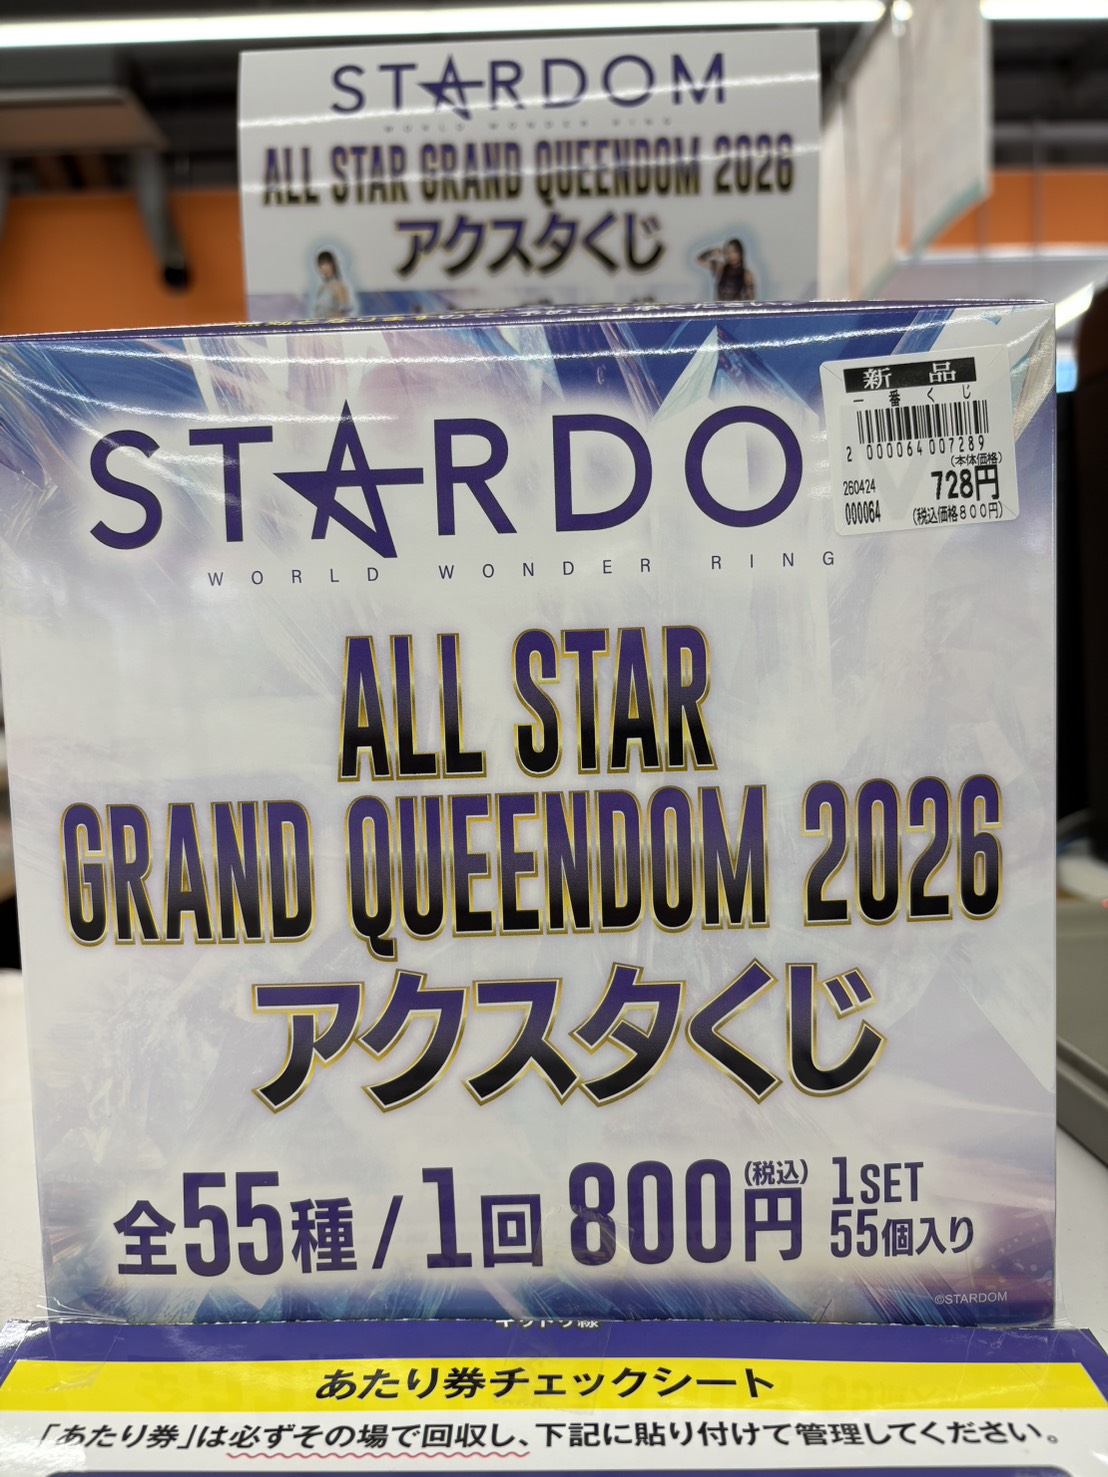 STARDOM
WORLD WONDER RING
ALL STAR GRAND QUEENDOM 2026
アクスタくじ
新品
一番くじ
2 000064 007289
(本体価格)
260424
728円
000064
(税込価格800円)
STARDO
WORLD WONDER RING
ALL STAR
GRAND QUEENDOM 2026
アクスタくじ
全55種/1回 800円(税込) 1SET
55個入り
©STARDOM
キリトリ線
あたり券チェックシート
「あたり券」は必ずその場で回収し、下記に貼り付けて管理してください。